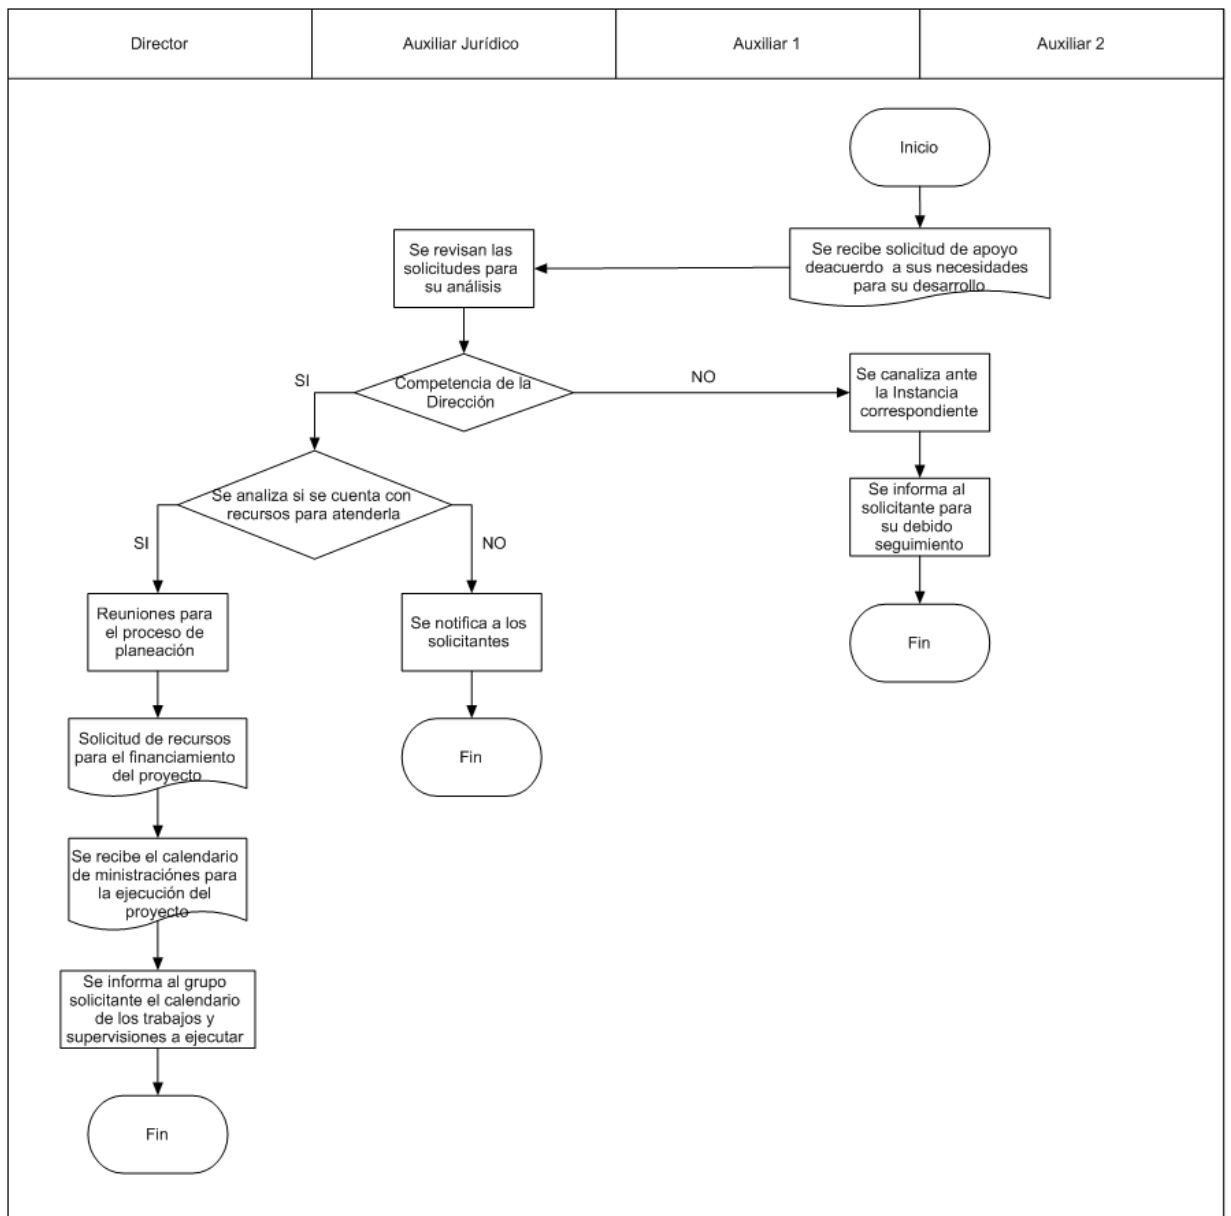 Director
Auxiliar Jurídico
Auxiliar 1
Auxiliar 2
Inicio
Se recibe solicitud de apoyo
deacuerdo a sus necesidades
para su desarrollo
Se revisan las
solicitudes para
su análisis
Competencia de la
Dirección
SI
NO
Se canaliza ante
la Instancia
correspondiente
Se informa al
solicitante para
su debido
seguimiento
Fin
Se analiza si se cuenta con
recursos para atenderla
SI
NO
Reuniones para
el proceso de
planeación
Se notifica a los
solicitantes
Fin
Solicitud de recursos
para el financiamiento
del proyecto
Se recibe el calendario
de ministraciónes para
la ejecución del
proyecto
Se informa al grupo
solicitante el calendario
de los trabajos y
supervisiones a ejecutar
Fin